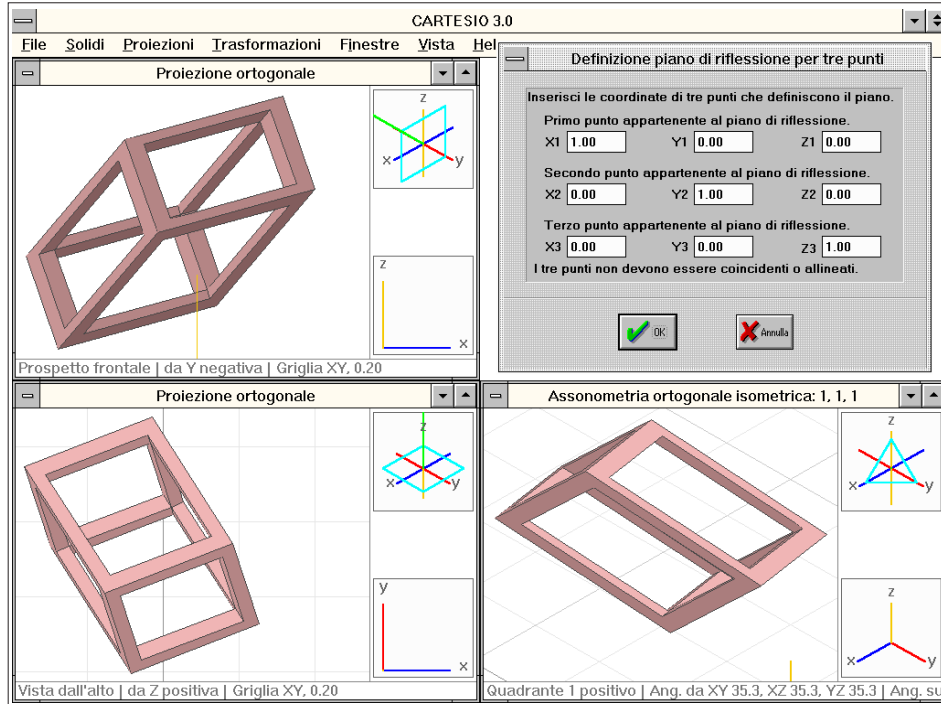 CARTESIO 3.0
File Solidi Proiezioni Trasformazioni Finestre Vista Hel
Proiezione ortogonale
z
x y
z
x
Prospetto frontale | da Y negativa | Griglia XY, 0.20
Definizione piano di riflessione per tre punti
Inserisci le coordinate di tre punti che definiscono il piano.
Primo punto appartenente al piano di riflessione.
X1 1.00 Y1 0.00 Z1 0.00
Secondo punto appartenente al piano di riflessione.
X2 0.00 Y2 1.00 Z2 0.00
Terzo punto appartenente al piano di riflessione.
X3 0.00 Y3 0.00 Z3 1.00
I tre punti non devono essere coincidenti o allineati.
OK Annulla
Proiezione ortogonale
z
x y
y
x
Vista dall'alto | da Z positiva | Griglia XY, 0.20
Assonometria ortogonale isometrica: 1, 1, 1
z
x y
z
x y
Quadrante 1 positivo | Ang. da XY 35.3, XZ 35.3, YZ 35.3 | Ang. su